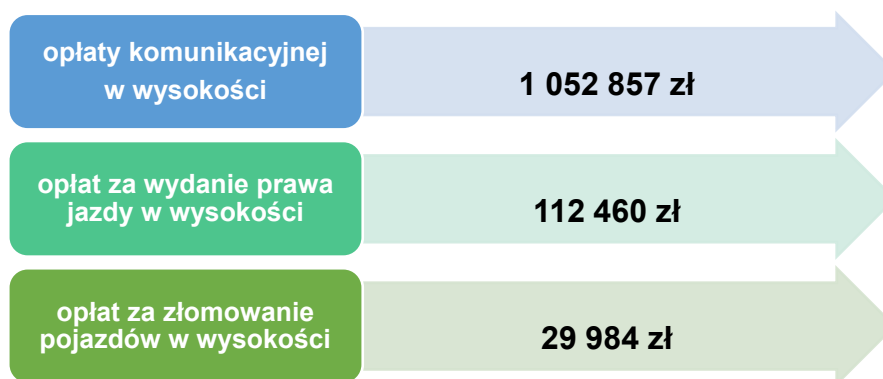 opłaty komunikacyjnej
w wysokości
1 052 857 zł
opłat za wydanie prawa
jazdy w wysokości
112 460 zł
opłat za złomowanie
pojazdów w wysokości
29 984 zł